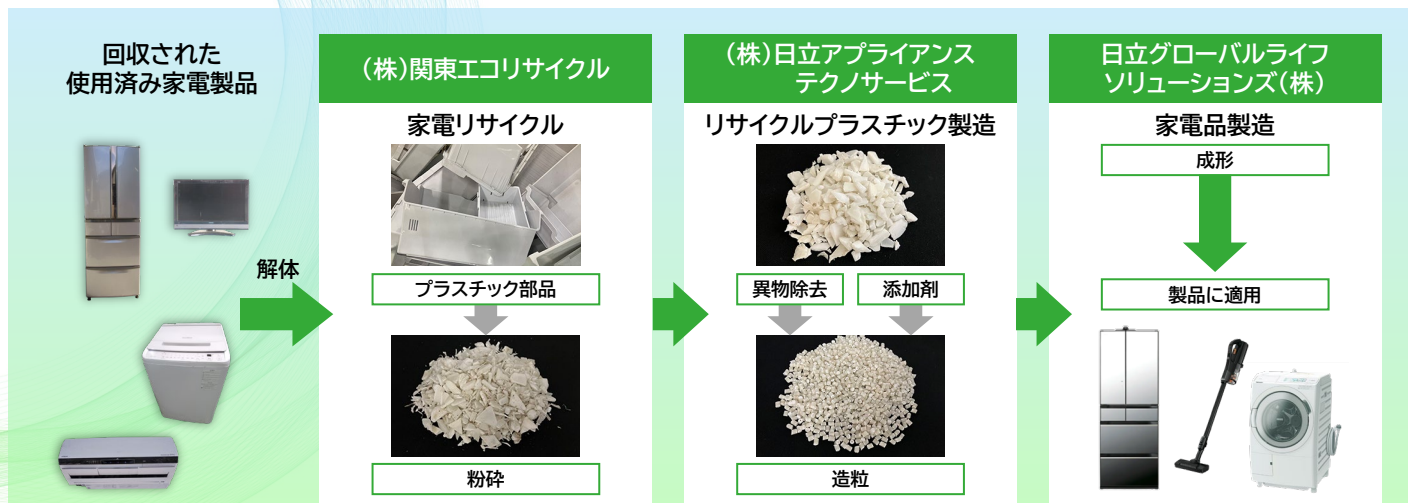 回収された
使用済み家電製品
解体
(株)関東エコリサイクル
家電リサイクル
プラスチック部品
粉砕
(株)日立アプライアンス
テクノサービス
リサイクルプラスチック製造
異物除去
添加剤
造粒
日立グローバルライフ
ソリューションズ(株)
家電品製造
成形
製品に適用